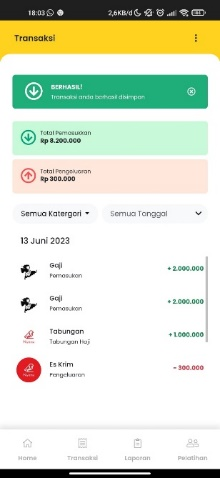 18:03
2,6KB/d
Transaksi
BERHASIL!
Transaksi anda berhasil disimpan
Total Pemasukan
Rp 8.200.000
Total Pengeluaran
Rp 300.000
Semua Katergori
Semua Tanggal
13 Juni 2023
Gaji
Pemasukan
+ 2.000.000
Gaji
Pemasukan
+ 2.000.000
Tabungan
Tabungan Haji
+ 1.000.000
Es Krim
Pengeluaran
- 300.000
Home
Transaksi
Laporan
Pelatihan